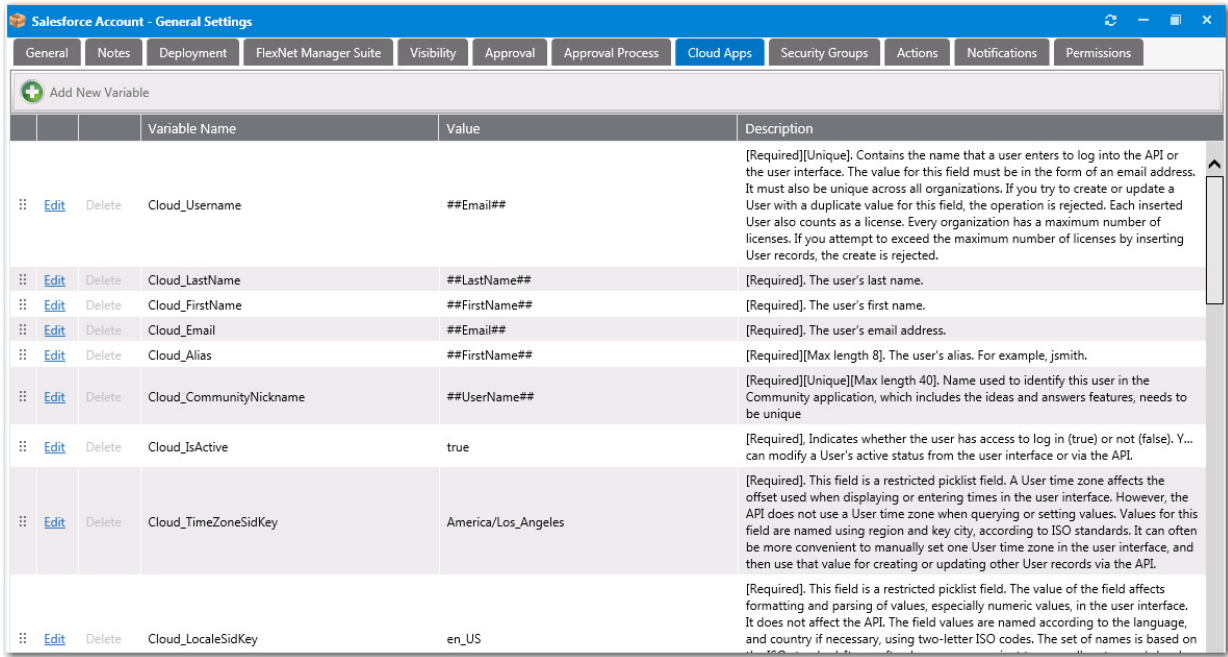 Salesforce Account - General Settings
General Notes Deployment FlexNet Manager Suite Visibility Approval Approval Process Cloud Apps Security Groups Actions Notifications Permissions
Add New Variable
Variable Name Value Description
[Required][Unique]. Contains the name that a user enters to log into the API or
the user interface. The value for this field must be in the form of an email address.
It must also be unique across all organizations. If you try to create or update a
Edit Delete Cloud_Username ##Email## User with a duplicate value for this field, the operation is rejected. Each inserted
User also counts as a license. Every organization has a maximum number of
licenses. If you attempt to exceed the maximum number of licenses by inserting
User records, the create is rejected.
Edit Delete Cloud_LastName ##LastName## [Required]. The user's last name.
Edit Delete Cloud_FirstName ##FirstName## [Required]. The user's first name.
Edit Delete Cloud_Email ##Email## [Required]. The user's email address.
Edit Delete Cloud_Alias ##FirstName## [Required][Max length 8]. The user's alias. For example, jsmith.
[Required][Unique][Max length 40]. Name used to identify this user in the
Edit Delete Cloud_CommunityNickname ##UserName## Community application, which includes the ideas and answers features, needs to
be unique
[Required], Indicates whether the user has access to log in (true) or not (false). Y...
Edit Delete Cloud_IsActive true can modify a User's active status from the user interface or via the API.
[Required]. This field is a restricted picklist field. A User time zone affects the
offset used when displaying or entering times in the user interface. However, the
API does not use a User time zone when querying or setting values. Values for this
Edit Delete Cloud_TimeZoneSidKey America/Los_Angeles field are named using region and key city, according to ISO standards. It can often
be more convenient to manually set one User time zone in the user interface, and
then use that value for creating or updating other User records via the API.
[Required]. This field is a restricted picklist field. The value of the field affects
formatting and parsing of values, especially numeric values, in the user interface.
It does not affect the API. The field values are named according to the language,
Edit Delete Cloud_LocaleSidKey en_US and country if necessary, using two-letter ISO codes. The set of names is based on